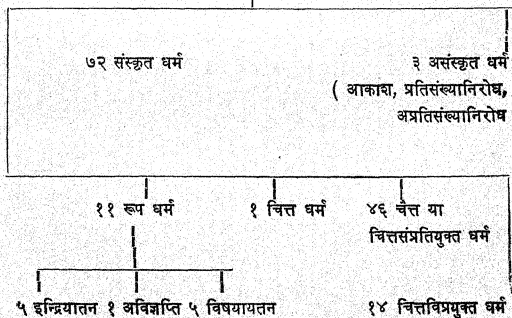 ७२ संस्कृत धर्म
३ असंस्कृत धर्म
( आकाश, प्रतिसंख्यानिरोध,
अप्रतिसंख्यानिरोध
११ रूप धर्म
१ चित्त धर्म
४६ चैत्त या
चित्तसंप्रतियुक्त धर्म
५ इन्द्रियातन १ अविज्ञप्ति ५ विषयायतन
१४ चित्तविप्रयुक्त धर्म